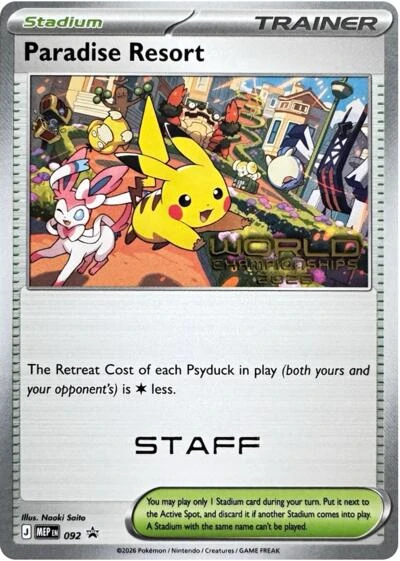 Stadium
TRAINER
Paradise Resort
WORLD
CHAMPIONSHIPS
The Retreat Cost of each Psyduck in play (both yours and
your opponent's) is less.
STAFF
Illus. Naoki Saito
You may play only 1 Stadium card during your turn. Put it next to
the Active Spot, and discard it if another Stadium comes into play.
A Stadium with the same name can't be played.
J MEP EN 092
©2026 Pokémon / Nintendo / Creatures / GAME FREAK